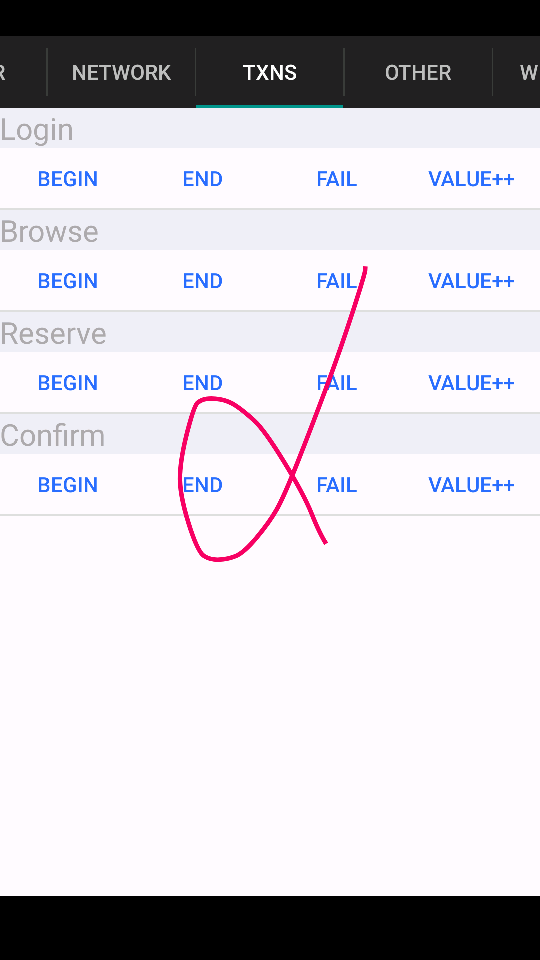 R NETWORK TXNS OTHER W
Login
BEGIN END FAIL VALUE++
Browse
BEGIN END FAIL VALUE++
Reserve
BEGIN END FAIL VALUE++
Confirm
BEGIN END FAIL VALUE++